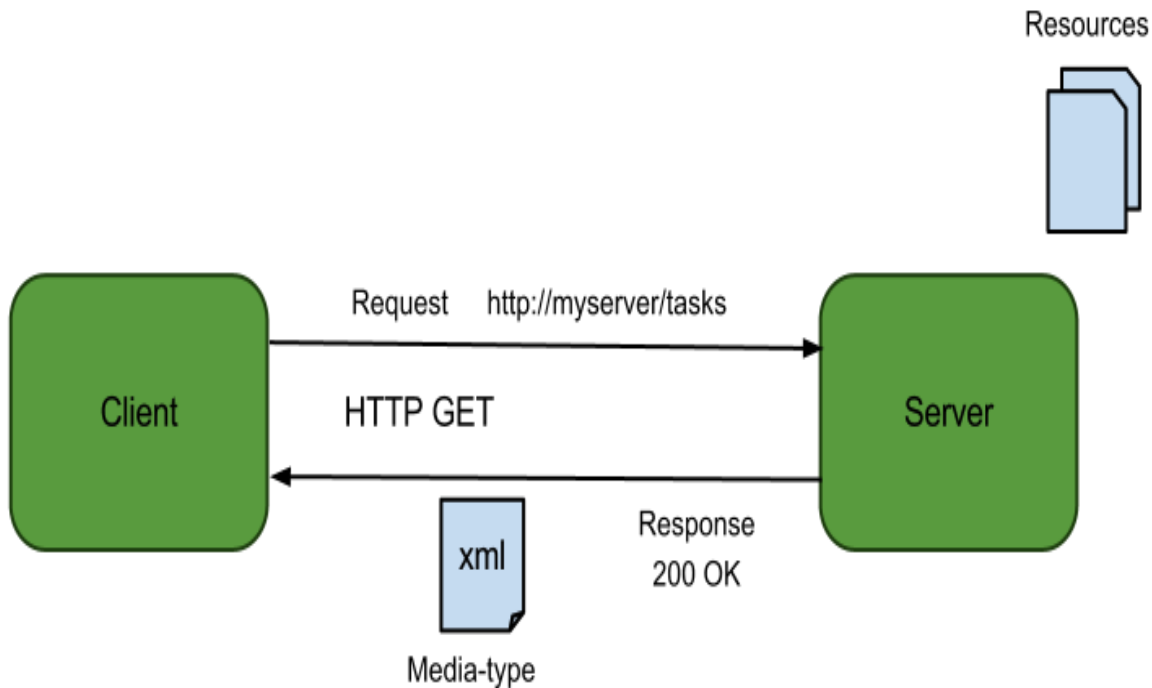 Resources
Request http://myserver/tasks
Client
HTTP GET
Server
xml
Response
200 OK
Media-type